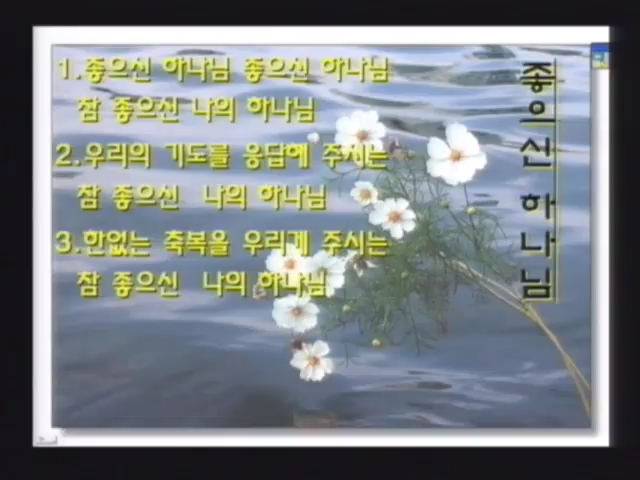 1.좋으신 하나님 좋으신 하나님
참 좋으신 나의 하나님
2.우리의 기도를 응답해 주시는
참 좋으신 나의 하나님
3.한없는 축복을 우리게 주시는
참 좋으신 나의 하나님
좋으신 하나님